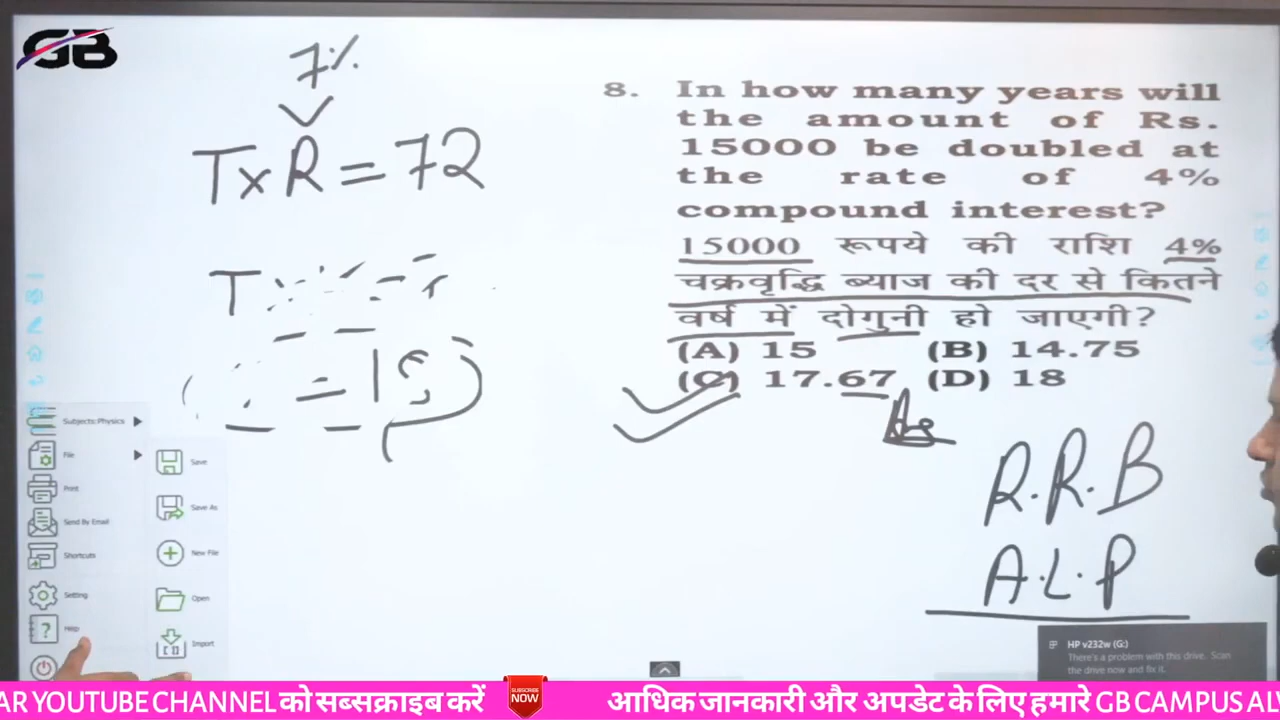 GB
7%
T×R=72
T
= 18
8. In how many years will
the amount of Rs.
15000 be doubled at
the rate of 4%
compound interest?
15000 रूपये की राशि 4%
चक्रवृद्धि ब्याज की दर से कितने
वर्ष में दोगुनी हो जाएगी?
(A) 15 (B) 14.75
(C) 17.67 (D) 18
R.R.B
A.L.P
Subjects:Physics
File
Print
Send By Email
Shortcuts
Setting
Help
Save
Save As
New File
Open
Import
HP v232w (G:)
There's a problem with this drive. Scan
the drive now and fix it.
AR YOUTUBE CHANNEL को सब्सक्राइब करें SUBSCRIBE NOW आधिक जानकारी और अपडेट के लिए हमारे GB CAMPUS AL